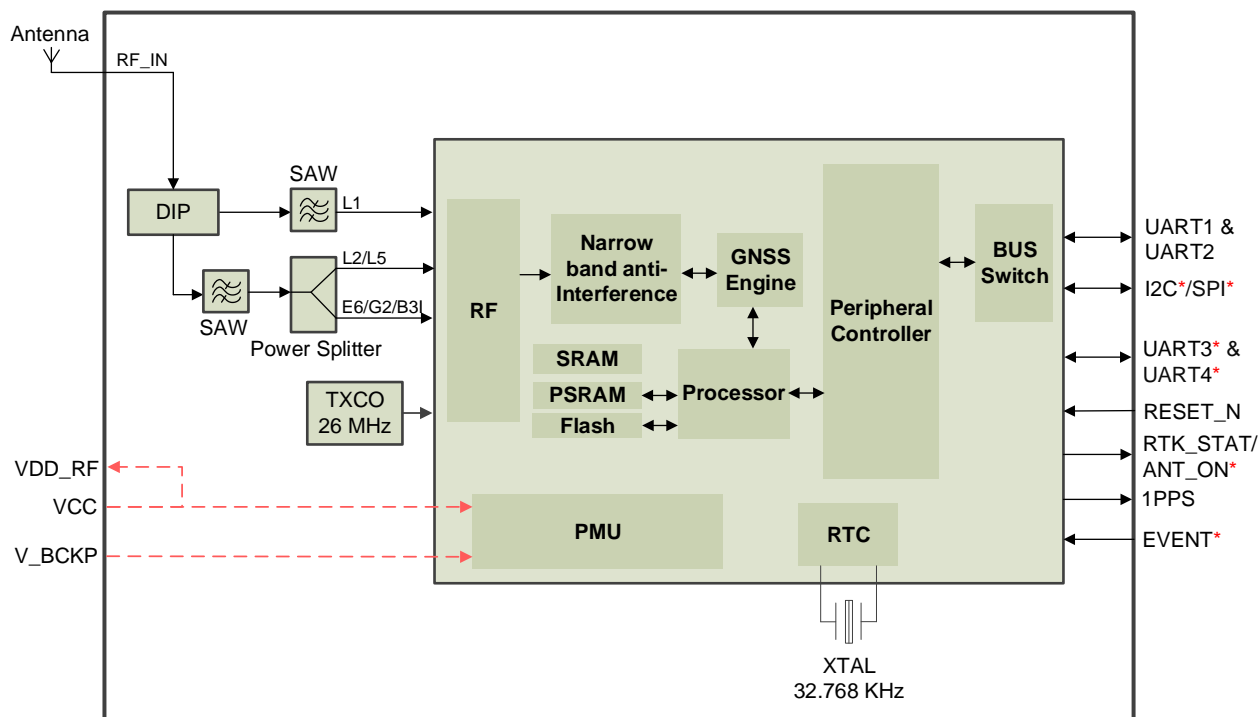 Antenna
RF_IN
SAW
DIP
L1
L2/L5
E6/G2/B3I
SAW
Power Splitter
TXCO
26 MHz
RF
Narrow
band anti-
Interference
GNSS
Engine
SRAM
PSRAM
Flash
Processor
Peripheral
Controller
BUS
Switch
PMU
RTC
XTAL
32.768 KHz
VDD_RF
VCC
V_BCKP
UART1 &
UART2
I2C*/SPI*
UART3* &
UART4*
RESET_N
RTK_STAT/
ANT_ON*
1PPS
EVENT*